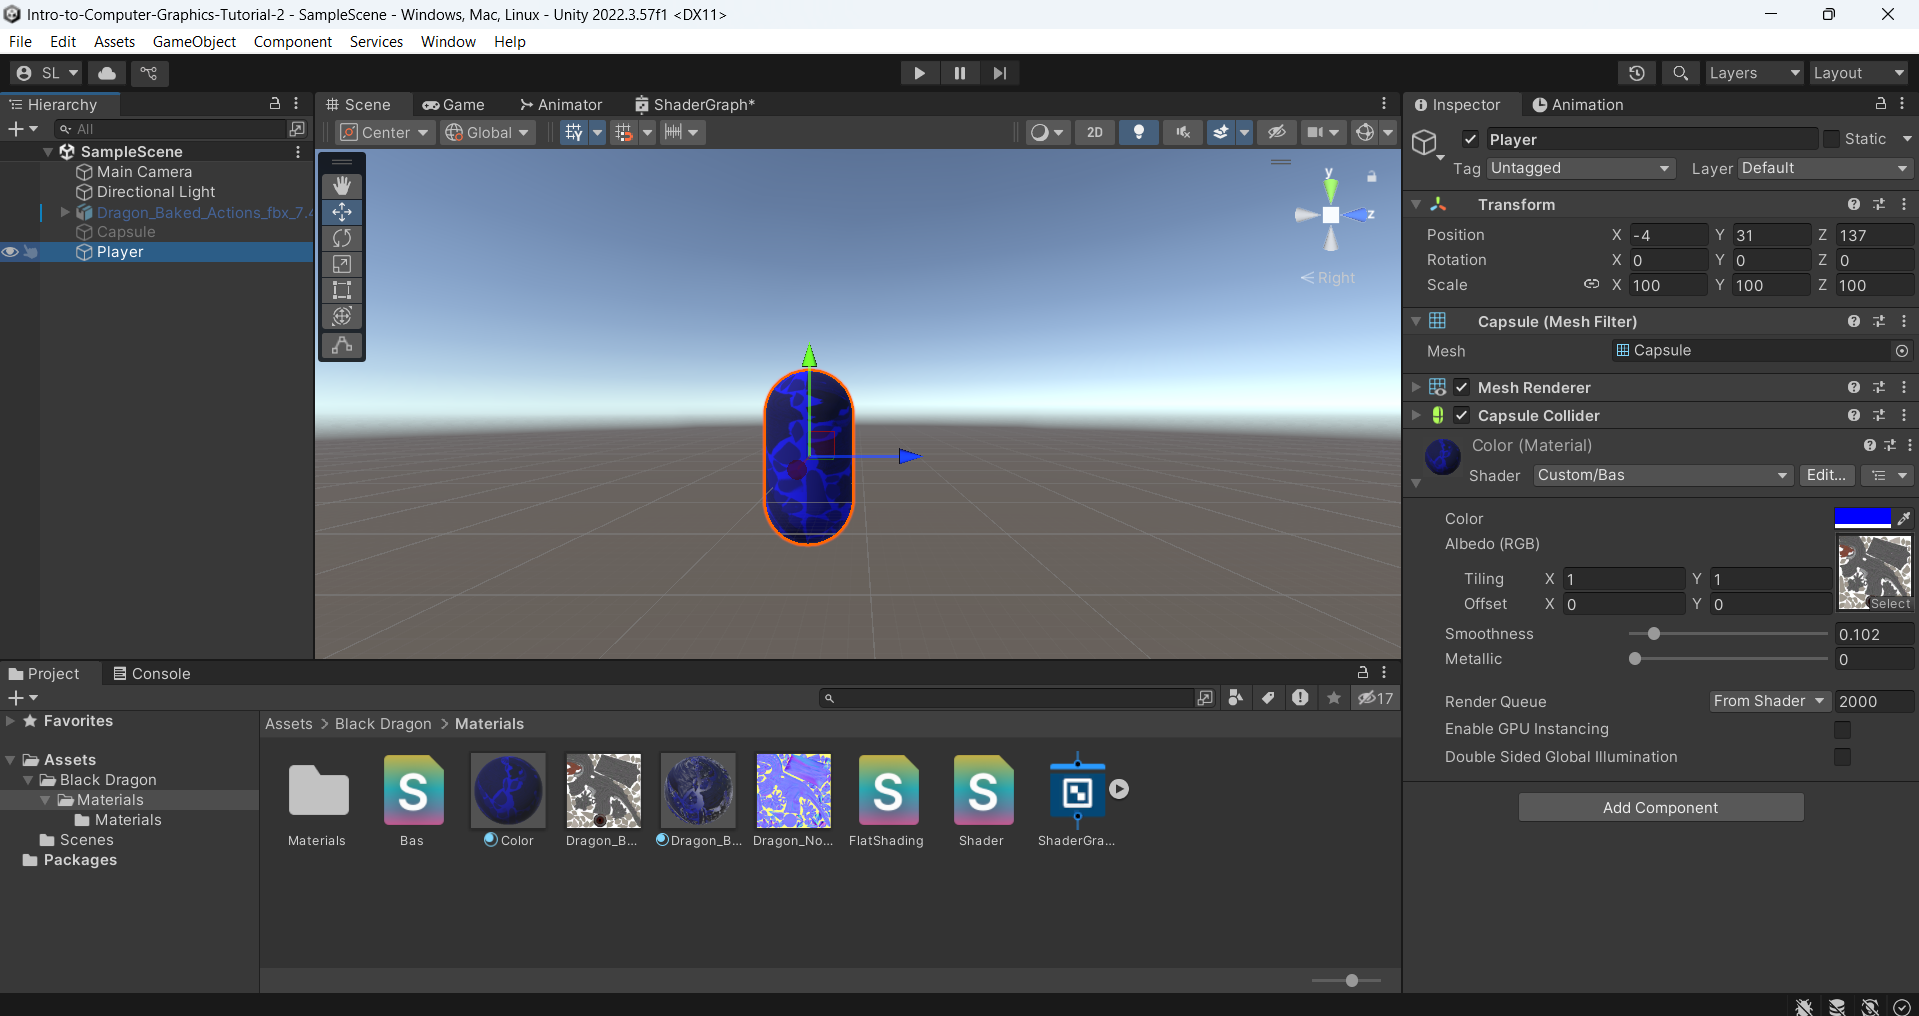 Intro-to-Computer-Graphics-Tutorial-2 - SampleScene - Windows, Mac, Linux - Unity 2022.3.57f1 <DX11>
File Edit Assets GameObject Component Services Window Help
SL Layers Layout
Hierarchy
All
SampleScene
Main Camera
Directional Light
Dragon_Baked_Actions_fbx_7.4
Capsule
Player
Scene Game Animator ShaderGraph*
Center Global 2D
y
z
Right
Inspector Animation
Player Static
Tag Untagged Layer Default
Transform
Position X -4 Y 31 Z 137
Rotation X 0 Y 0 Z 0
Scale X 100 Y 100 Z 100
Capsule (Mesh Filter)
Mesh Capsule
Mesh Renderer
Capsule Collider
Color (Material)
Shader Custom/Bas Edit...
Color
Albedo (RGB)
Tiling X 1 Y 1
Offset X 0 Y 0
Select
Smoothness 0.102
Metallic 0
Render Queue From Shader 2000
Enable GPU Instancing
Double Sided Global Illumination
Add Component
Project Console
17
Favorites
Assets
Black Dragon
Materials
Materials
Scenes
Packages
Assets > Black Dragon > Materials
Materials Bas Color Dragon_B... Dragon_B... Dragon_No... FlatShading Shader ShaderGra...